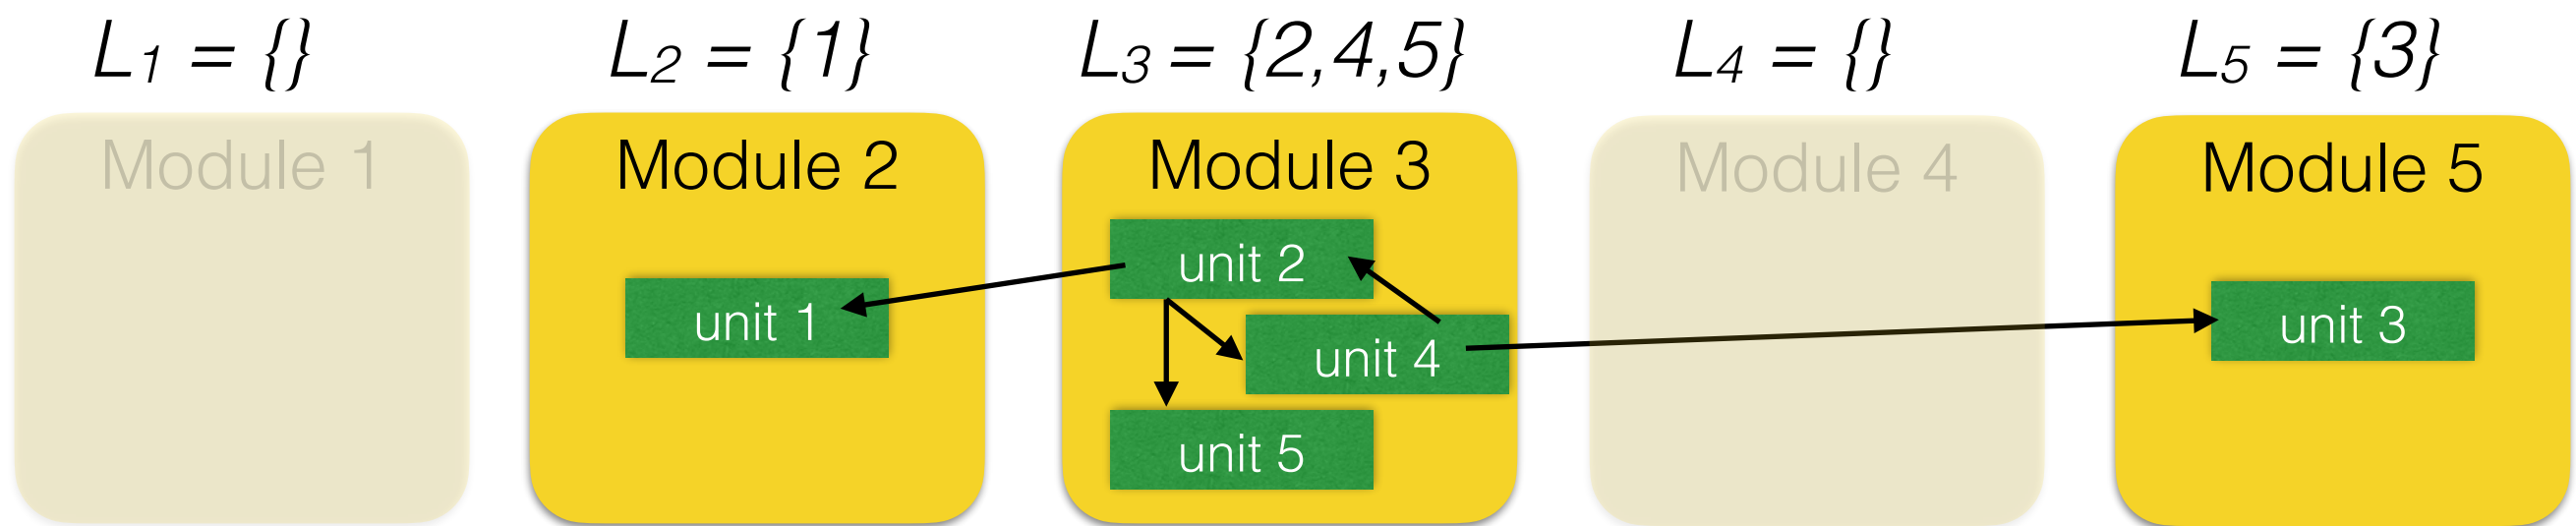 L1 = {} L2 = {1} L3 = {2,4,5} L4 = {} L5 = {3}
Module 1 Module 2 Module 3 Module 4 Module 5
unit 2
unit 1
unit 3
unit 4
unit 5